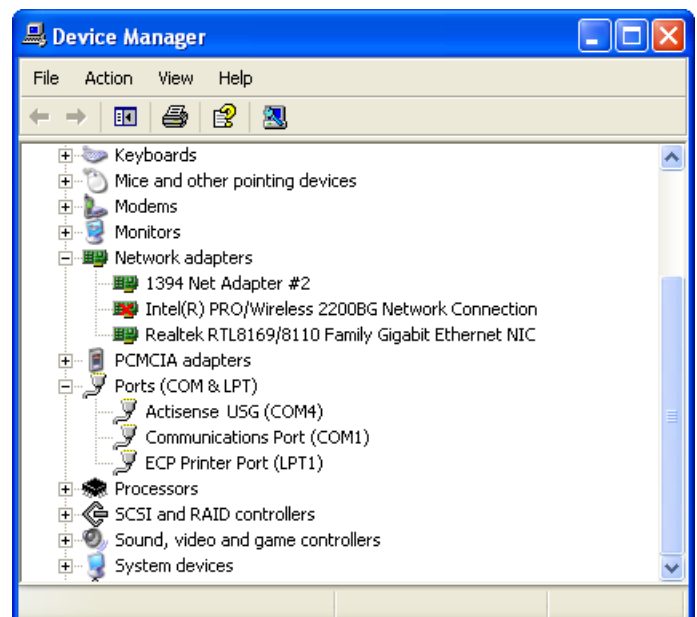 Device Manager
File Action View Help
Keyboards
Mice and other pointing devices
Modems
Monitors
Network adapters
1394 Net Adapter #2
Intel(R) PRO/Wireless 2200BG Network Connection
Realtek RTL8169/8110 Family Gigabit Ethernet NIC
PCMCIA adapters
Ports (COM & LPT)
Actisense USG (COM4)
Communications Port (COM1)
ECP Printer Port (LPT1)
Processors
SCSI and RAID controllers
Sound, video and game controllers
System devices